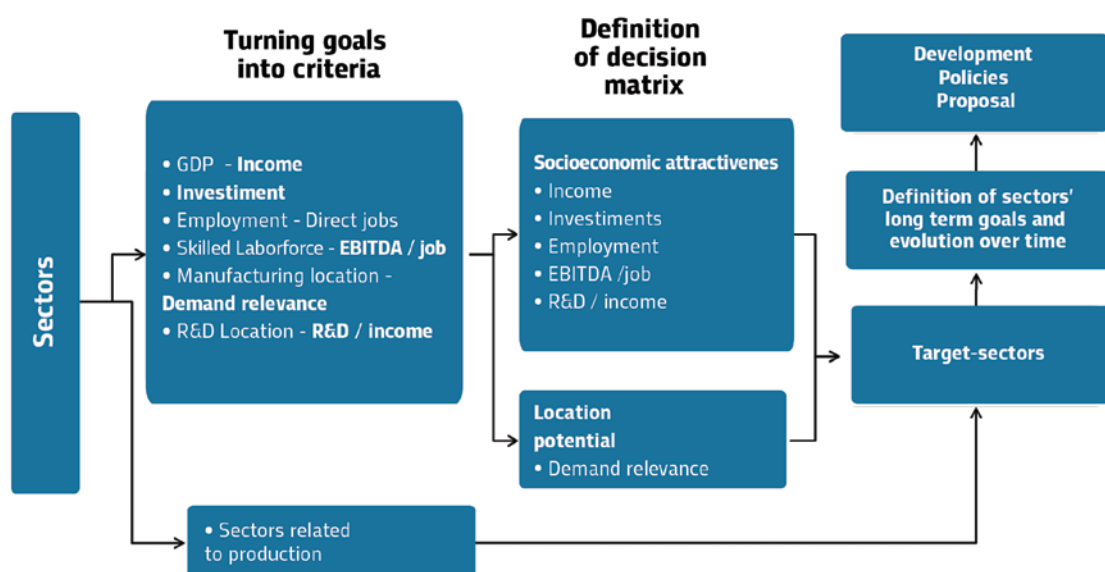 Turning goals
into criteria
Definition
of decision
matrix
Development
Policies
Proposal
Sectors
• GDP - Income
• Investiment
• Employment - Direct jobs
• Skilled Laborforce - EBITDA / job
• Manufacturing location -
Demand relevance
• R&D Location - R&D / income
Socioeconomic attractivenes
• Income
• Investiments
• Employment
• EBITDA /job
• R&D / income
Definition of sectors'
long term goals and
evolution over time
Target-sectors
Location
potential
• Demand relevance
• Sectors related
to production